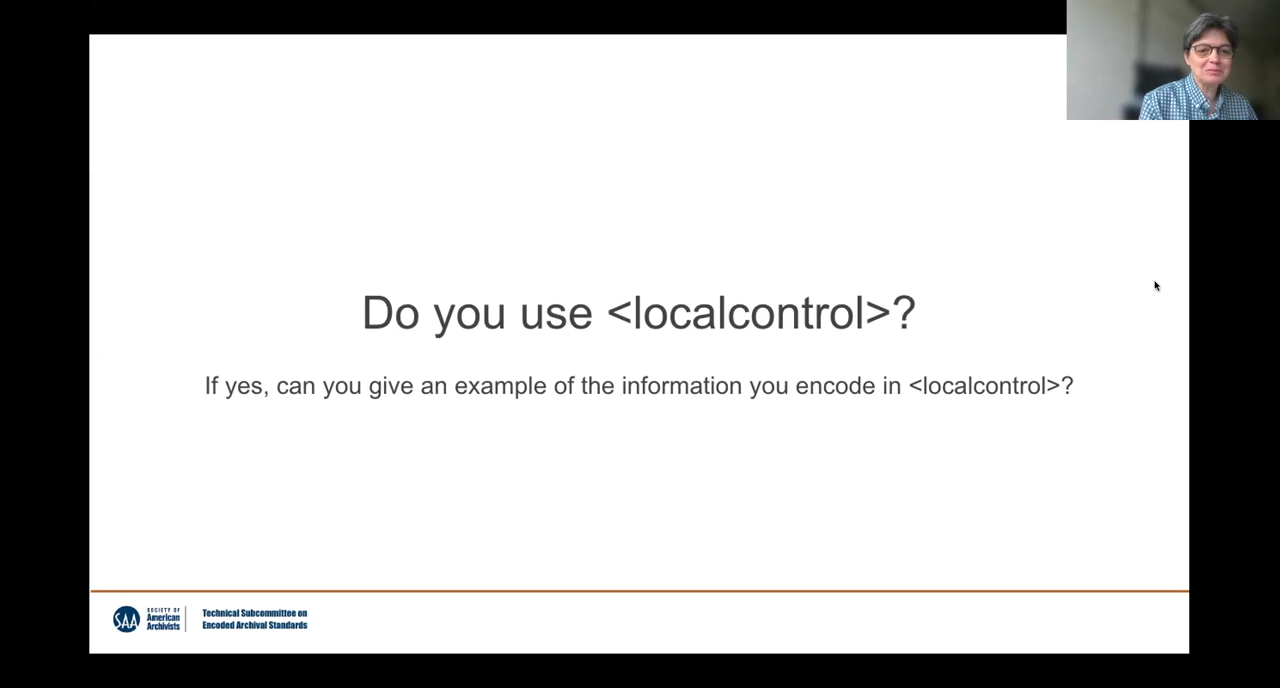 Do you use <localcontrol>?
If yes, can you give an example of the information you encode in <localcontrol>?
SAA
SOCIETY OF
American
Archivists
Technical Subcommittee on
Encoded Archival Standards